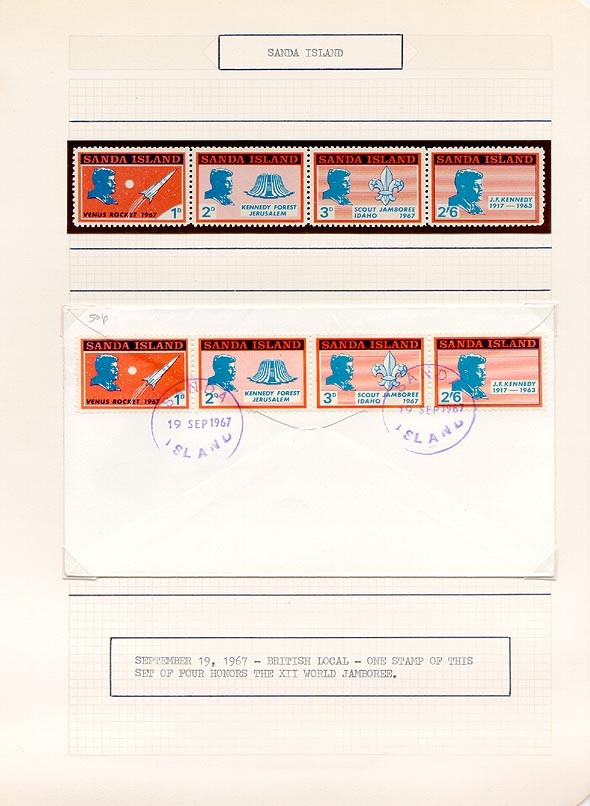 SANDA ISLAND
SANDA ISLAND
VENUS ROCKET 1967 1D
SANDA ISLAND
2D KENNEDY FOREST
JERUSALEM
SANDA ISLAND
3D SCOUT JAMBOREE
IDAHO 1967
SANDA ISLAND
J.F. KENNEDY
1917 — 1963
2'6
50p
SANDA ISLAND
VENUS ROCKET 1967 1D
SANDA ISLAND
2D KENNEDY FOREST
JERUSALEM
SANDA ISLAND
3D SCOUT JAMBOREE
IDAHO 1967
SANDA ISLAND
J.F. KENNEDY
1917 — 1963
2'6
SANDA
19 SEP 1967
ISLAND
SANDA
19 SEP 1967
ISLAND
SEPTEMBER 19, 1967 - BRITISH LOCAL - ONE STAMP OF THIS
SET OF FOUR HONORS THE XII WORLD JAMBOREE.